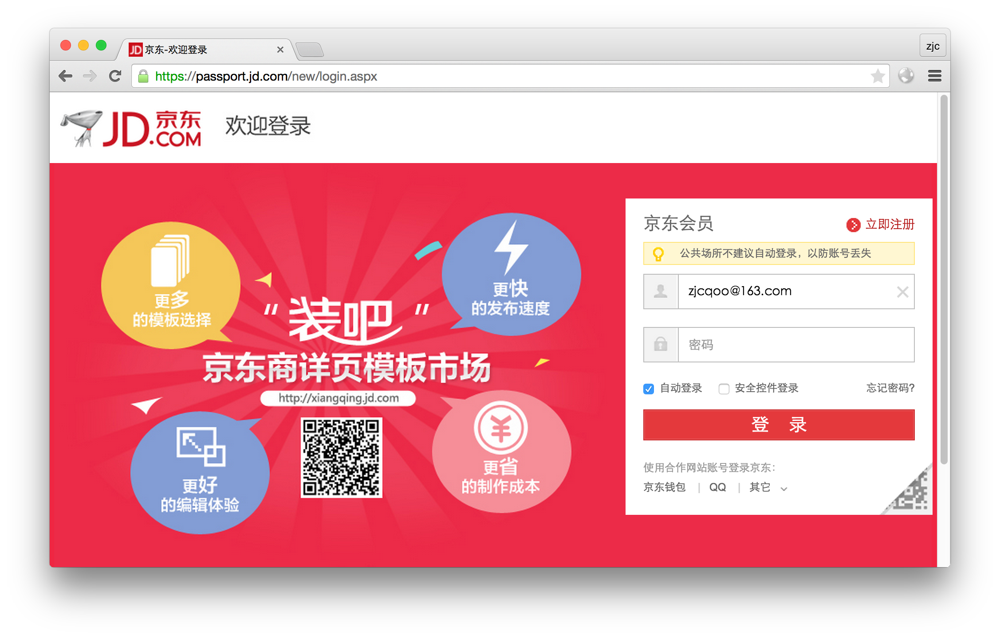 JD 京东-欢迎登录
zjc
https://passport.jd.com/new/login.aspx
JD.COM 京东
欢迎登录
更多
的模板选择
更快
的发布速度
“装吧”
京东商详页模板市场
http://xiangqing.jd.com
更好
的编辑体验
更省
的制作成本
京东会员
立即注册
公共场所不建议自动登录，以防账号丢失
zjcqoo@163.com
密码
自动登录 安全控件登录 忘记密码?
登 录
使用合作网站账号登录京东：
京东钱包 | QQ | 其它